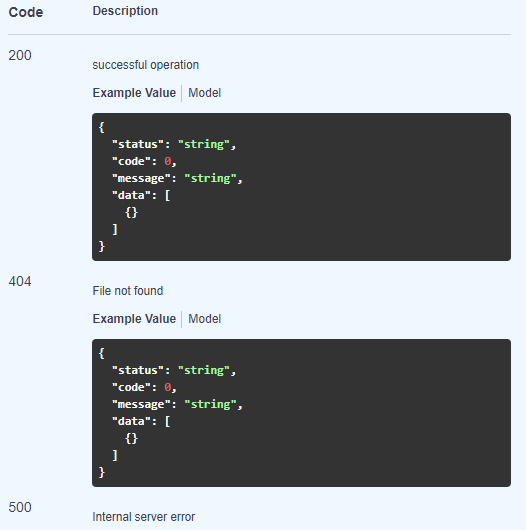 Code Description
200
successful operation
Example Value Model
{
  "status": "string",
  "code": 0,
  "message": "string",
  "data": [
    {}
  ]
}
404
File not found
Example Value Model
{
  "status": "string",
  "code": 0,
  "message": "string",
  "data": [
    {}
  ]
}
500
Internal server error